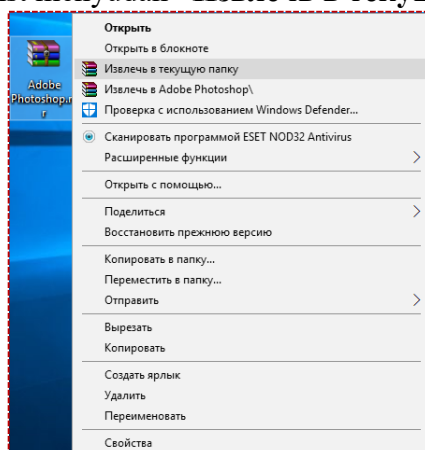 Открыть
Открыть в блокноте
Извлечь в текущую папку
Извлечь в Adobe Photoshop\
Проверка с использованием Windows Defender...
Сканировать программой ESET NOD32 Antivirus
Расширенные функции
Открыть с помощью...
Поделиться
Восстановить прежнюю версию
Копировать в папку...
Переместить в папку...
Отправить
Вырезать
Копировать
Создать ярлык
Удалить
Переименовать
Свойства
Adobe
Photoshop.r
r